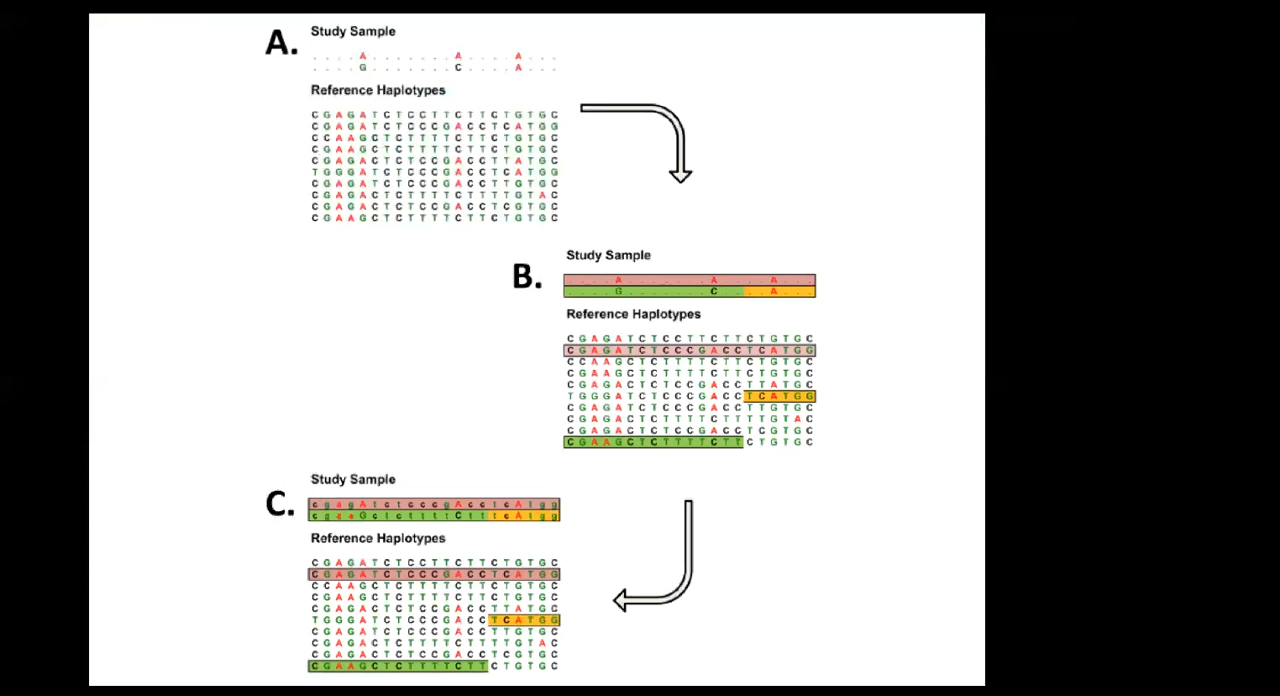 A.
Study Sample
. . . . A . . . . . . . A . . . . A . . .
. . . . G . . . . . . . C . . . . A . . .
Reference Haplotypes
C G A G A T C T C C T T C T T C T G T G C
C G A G A T C T C C C G A C C T C A T G G
C C A A G C T C T T T T C T T C T G T G C
C G A A G C T C T T T T C T T C T G T G C
C G A G A C T C T C C G A C C T T A T G C
T G G G A T C T C C C G A C C T C A T G G
C G A G A T C T C C C G A C C T T G T G C
C G A G A C T C T T T T C T T T T G T A C
C G A G A C T C T C C G A C C T C G T G C
C G A A G C T C T T T T C T T C T G T G C
B.
Study Sample
. . . . A . . . . . . . A . . . . A . . .
. . . . G . . . . . . . C . . . . A . . .
Reference Haplotypes
C G A G A T C T C C T T C T T C T G T G C
C G A G A T C T C C C G A C C T C A T G G
C C A A G C T C T T T T C T T C T G T G C
C G A A G C T C T T T T C T T C T G T G C
C G A G A C T C T C C G A C C T T A T G C
T G G G A T C T C C C G A C C T C A T G G
C G A G A T C T C C C G A C C T T G T G C
C G A G A C T C T T T T C T T T T G T A C
C G A G A C T C T C C G A C C T C G T G C
C G A A G C T C T T T T C T T C T G T G C
C.
Study Sample
c g a g A t c t c c c g A c c t c A t g g
c g a a G c t c t t t t C t t t c A t g g
Reference Haplotypes
C G A G A T C T C C T T C T T C T G T G C
C G A G A T C T C C C G A C C T C A T G G
C C A A G C T C T T T T C T T C T G T G C
C G A A G C T C T T T T C T T C T G T G C
C G A G A C T C T C C G A C C T T A T G C
T G G G A T C T C C C G A C C T C A T G G
C G A G A T C T C C C G A C C T T G T G C
C G A G A C T C T T T T C T T T T G T A C
C G A G A C T C T C C G A C C T C G T G C
C G A A G C T C T T T T C T T C T G T G C